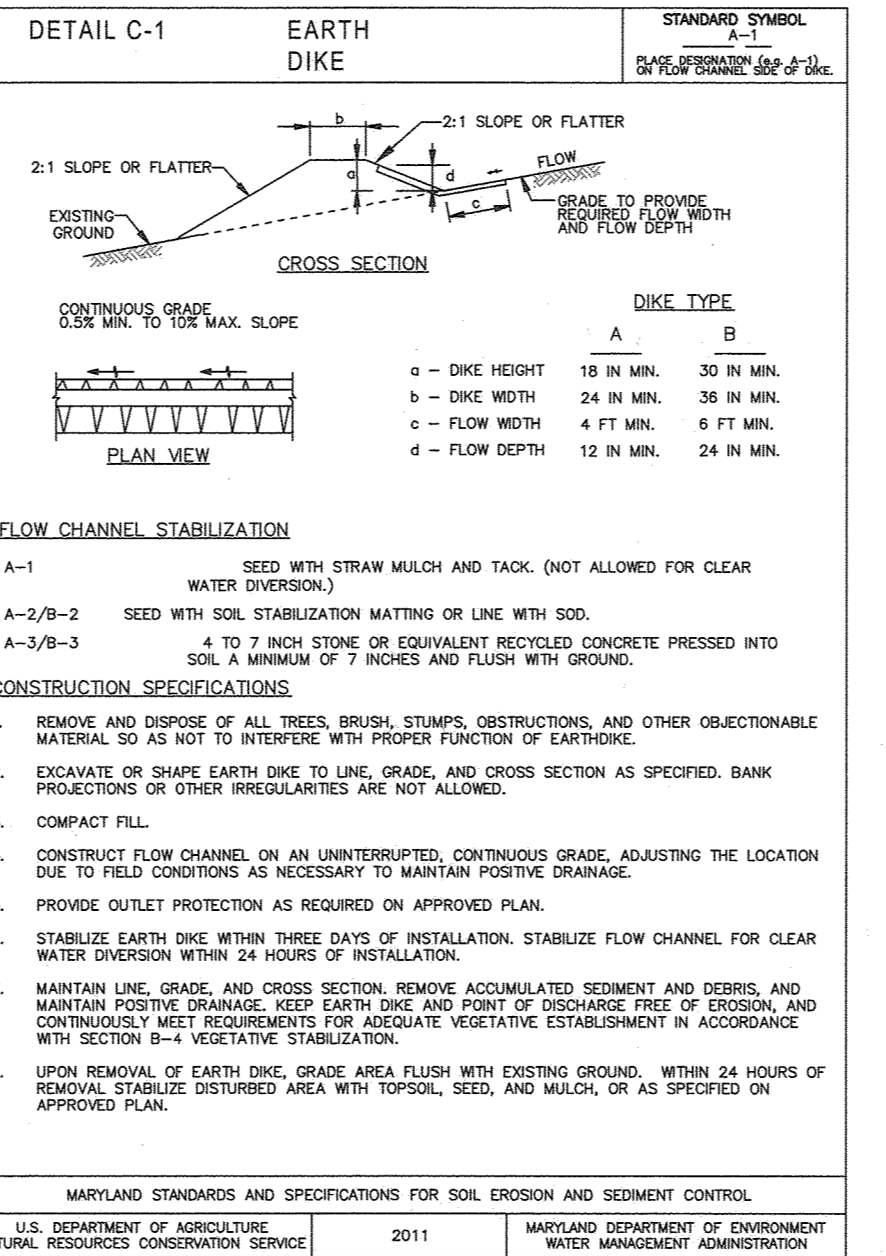 DETAIL C-1
EARTH
DIKE
STANDARD SYMBOL
A-1
PLACE DESIGNATION (e.g. A-1)
ON FLOW CHANNEL SIDE OF DIKE.
b
2:1 SLOPE OR FLATTER
2:1 SLOPE OR FLATTER
a
d
FLOW
c
GRADE TO PROVIDE
REQUIRED FLOW WIDTH
AND FLOW DEPTH
EXISTING
GROUND
CROSS SECTION
CONTINUOUS GRADE
0.5% MIN. TO 10% MAX. SLOPE
PLAN VIEW
DIKE TYPE
A B
a - DIKE HEIGHT 18 IN MIN. 30 IN MIN.
b - DIKE WIDTH 24 IN MIN. 36 IN MIN.
c - FLOW WIDTH 4 FT MIN. 6 FT MIN.
d - FLOW DEPTH 12 IN MIN. 24 IN MIN.
FLOW CHANNEL STABILIZATION
A-1 SEED WITH STRAW MULCH AND TACK. (NOT ALLOWED FOR CLEAR
WATER DIVERSION.)
A-2/B-2 SEED WITH SOIL STABILIZATION MATTING OR LINE WITH SOD.
A-3/B-3 4 TO 7 INCH STONE OR EQUIVALENT RECYCLED CONCRETE PRESSED INTO
SOIL A MINIMUM OF 7 INCHES AND FLUSH WITH GROUND.
CONSTRUCTION SPECIFICATIONS
REMOVE AND DISPOSE OF ALL TREES, BRUSH, STUMPS, OBSTRUCTIONS, AND OTHER OBJECTIONABLE
MATERIAL SO AS NOT TO INTERFERE WITH PROPER FUNCTION OF EARTHDIKE.
EXCAVATE OR SHAPE EARTH DIKE TO LINE, GRADE, AND CROSS SECTION AS SPECIFIED. BANK
PROJECTIONS OR OTHER IRREGULARITIES ARE NOT ALLOWED.
COMPACT FILL.
CONSTRUCT FLOW CHANNEL ON AN UNINTERRUPTED, CONTINUOUS GRADE, ADJUSTING THE LOCATION
DUE TO FIELD CONDITIONS AS NECESSARY TO MAINTAIN POSITIVE DRAINAGE.
PROVIDE OUTLET PROTECTION AS REQUIRED ON APPROVED PLAN.
STABILIZE EARTH DIKE WITHIN THREE DAYS OF INSTALLATION. STABILIZE FLOW CHANNEL FOR CLEAR
WATER DIVERSION WITHIN 24 HOURS OF INSTALLATION.
MAINTAIN LINE, GRADE, AND CROSS SECTION. REMOVE ACCUMULATED SEDIMENT AND DEBRIS, AND
MAINTAIN POSITIVE DRAINAGE. KEEP EARTH DIKE AND POINT OF DISCHARGE FREE OF EROSION, AND
CONTINUOUSLY MEET REQUIREMENTS FOR ADEQUATE VEGETATIVE ESTABLISHMENT IN ACCORDANCE
WITH SECTION B-4 VEGETATIVE STABILIZATION.
UPON REMOVAL OF EARTH DIKE, GRADE AREA FLUSH WITH EXISTING GROUND. WITHIN 24 HOURS OF
REMOVAL STABILIZE DISTURBED AREA WITH TOPSOIL, SEED, AND MULCH, OR AS SPECIFIED ON
APPROVED PLAN.
MARYLAND STANDARDS AND SPECIFICATIONS FOR SOIL EROSION AND SEDIMENT CONTROL
U.S. DEPARTMENT OF AGRICULTURE
TURAL RESOURCES CONSERVATION SERVICE
2011
MARYLAND DEPARTMENT OF ENVIRONMENT
WATER MANAGEMENT ADMINISTRATION